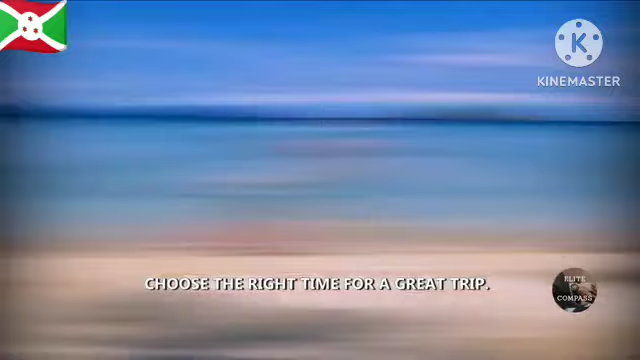 K
KINEMASTER
CHOOSE THE RIGHT TIME FOR A GREAT TRIP.
ELITE
COMPASS